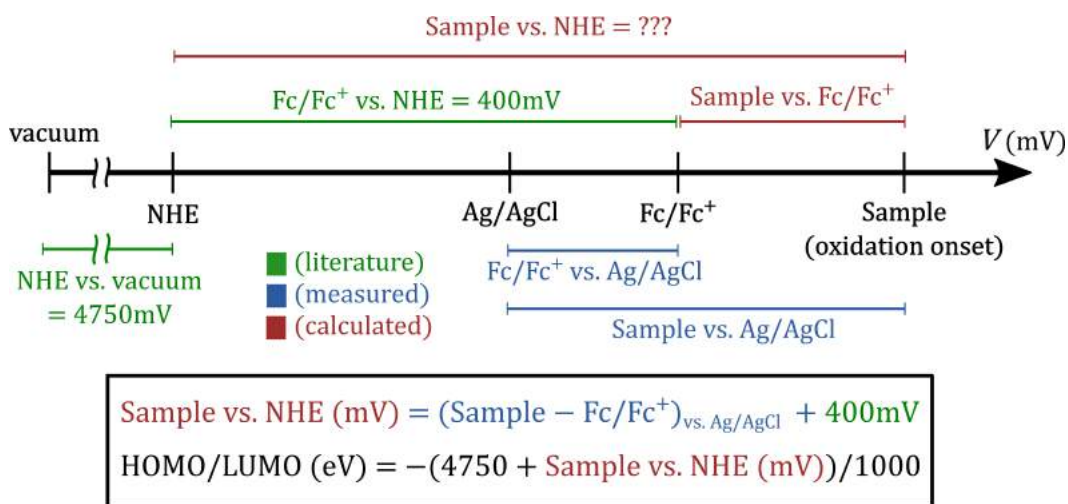 Sample vs. NHE = ???
Fc/Fc⁺ vs. NHE = 400mV
Sample vs. Fc/Fc⁺
vacuum
V (mV)
NHE
Ag/AgCl
Fc/Fc⁺
Sample
(oxidation onset)
NHE vs. vacuum
= 4750mV
(literature)
(measured)
(calculated)
Fc/Fc⁺ vs. Ag/AgCl
Sample vs. Ag/AgCl
Sample vs. NHE (mV) = (Sample − Fc/Fc⁺)vs. Ag/AgCl + 400mV
HOMO/LUMO (eV) = −(4750 + Sample vs. NHE (mV))/1000